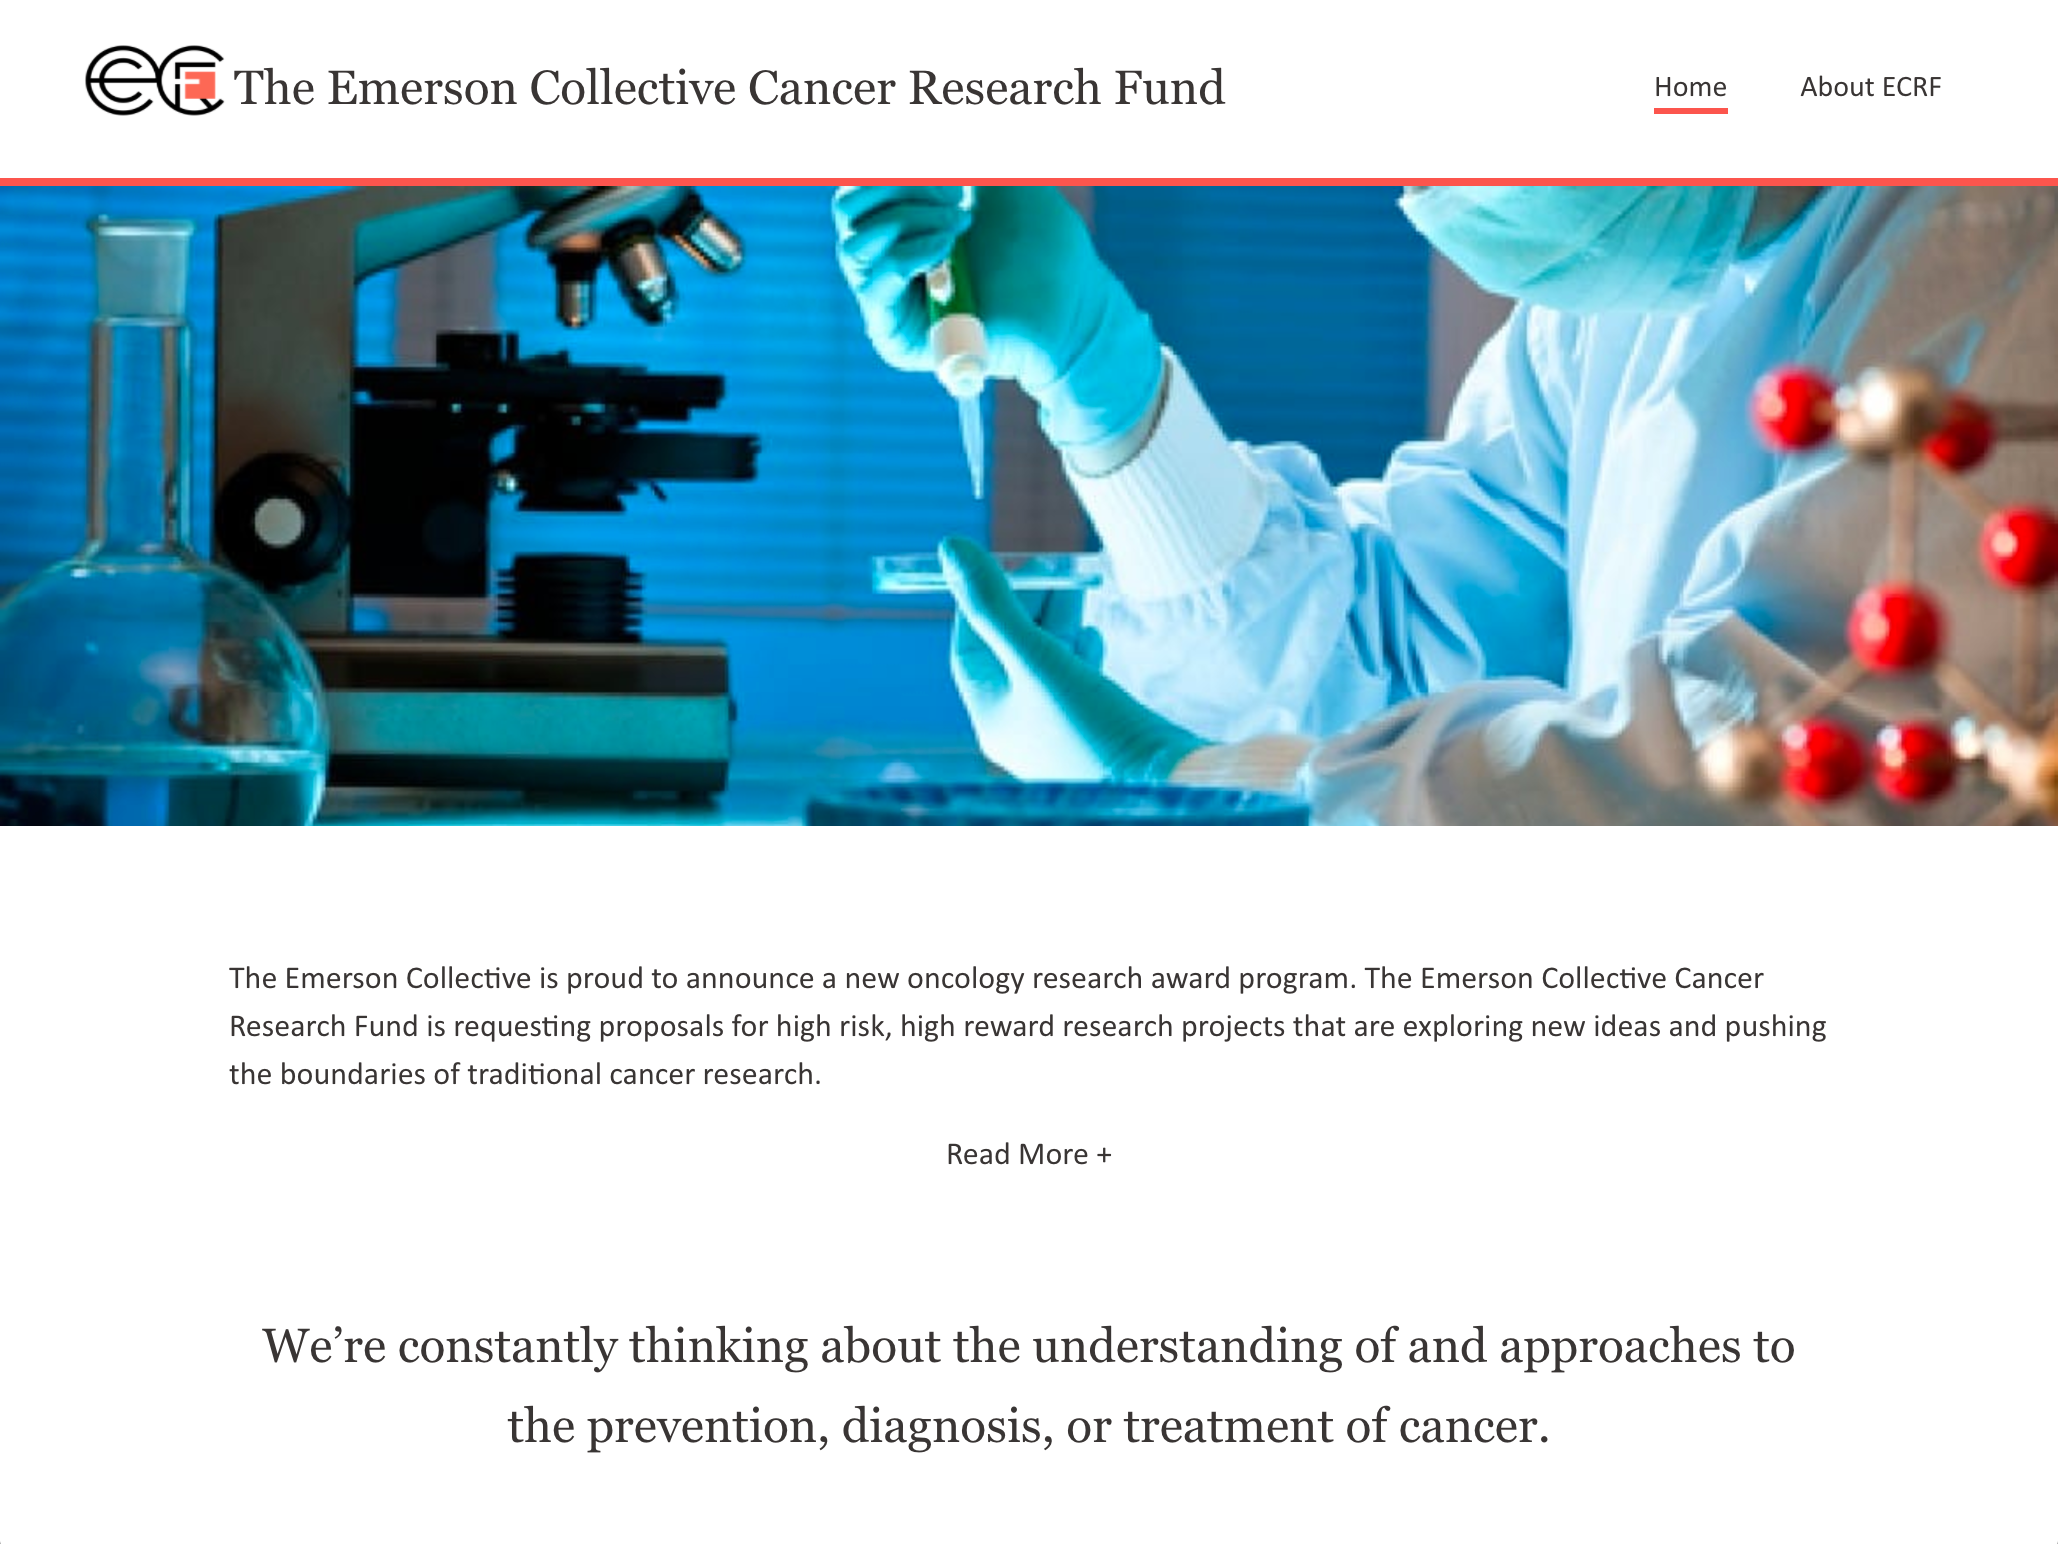 The Emerson Collective Cancer Research Fund
Home
About ECRF
The Emerson Collective is proud to announce a new oncology research award program. The Emerson Collective Cancer
Research Fund is requesting proposals for high risk, high reward research projects that are exploring new ideas and pushing
the boundaries of traditional cancer research.
Read More +
We’re constantly thinking about the understanding of and approaches to
the prevention, diagnosis, or treatment of cancer.